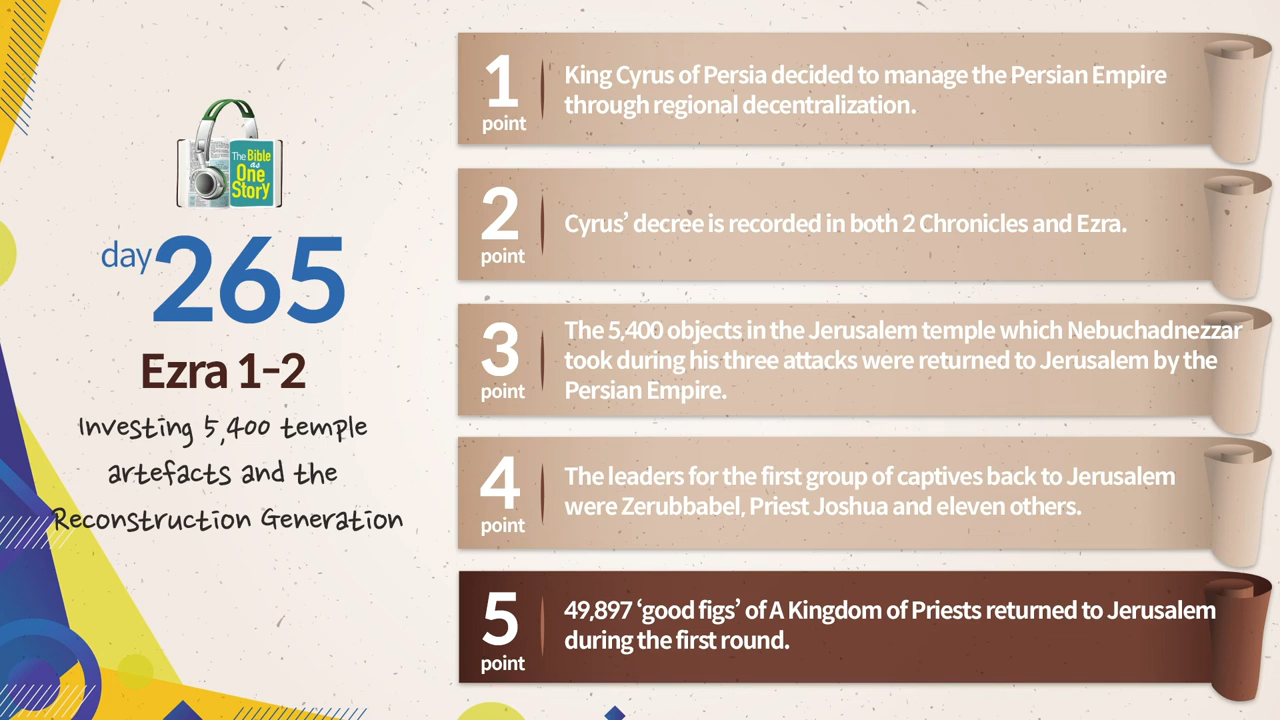 The Bible
as
One
Story
day 265
Ezra 1-2
Investing 5,400 temple
artefacts and the
Reconstruction Generation
1
point
King Cyrus of Persia decided to manage the Persian Empire
through regional decentralization.
2
point
Cyrus’ decree is recorded in both 2 Chronicles and Ezra.
3
point
The 5,400 objects in the Jerusalem temple which Nebuchadnezzar
took during his three attacks were returned to Jerusalem by the
Persian Empire.
4
point
The leaders for the first group of captives back to Jerusalem
were Zerubbabel, Priest Joshua and eleven others.
5
point
49,897 ‘good figs’ of A Kingdom of Priests returned to Jerusalem
during the first round.